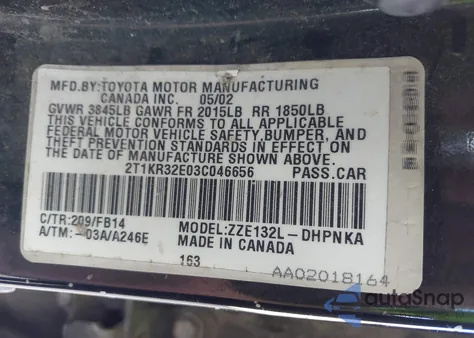 MFD.BY:TOYOTA MOTOR MANUFACTURING
CANADA INC. 05/02
GVWR 3845LB GAWR FR 2015LB RR 1850LB
THIS VEHICLE CONFORMS TO ALL APPLICABLE
FEDERAL MOTOR VEHICLE SAFETY,BUMPER, AND
THEFT PREVENTION STANDARDS IN EFFECT ON
THE DATE OF MANUFACTURE SHOWN ABOVE.
2T1KR32E03C046656 PASS.CAR
C/TR:209/FB14 MODEL:ZZE132L-DHPNKA
A/TM:-03A/A246E MADE IN CANADA
163 AA02018164
autoSnap